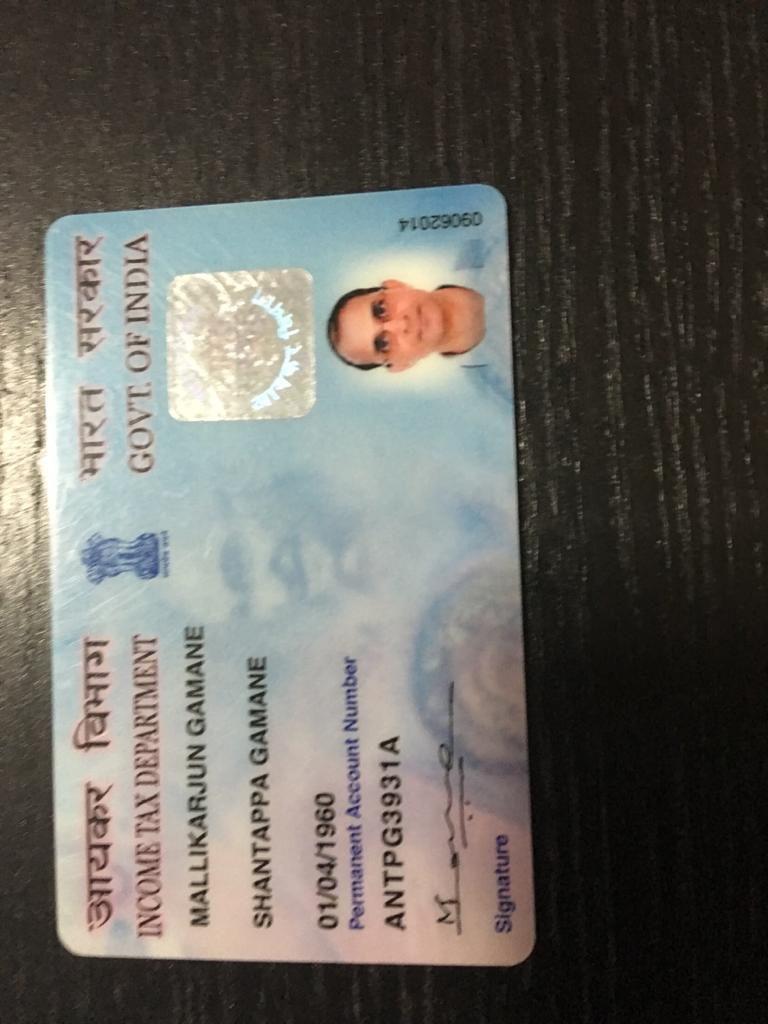 आयकर विभाग
INCOME TAX DEPARTMENT
भारत सरकार
GOVT. OF INDIA
MALLIKARJUN GAMANE
SHANTAPPA GAMANE
01/04/1960
Permanent Account Number
ANTPG3931A
Signature
09062014